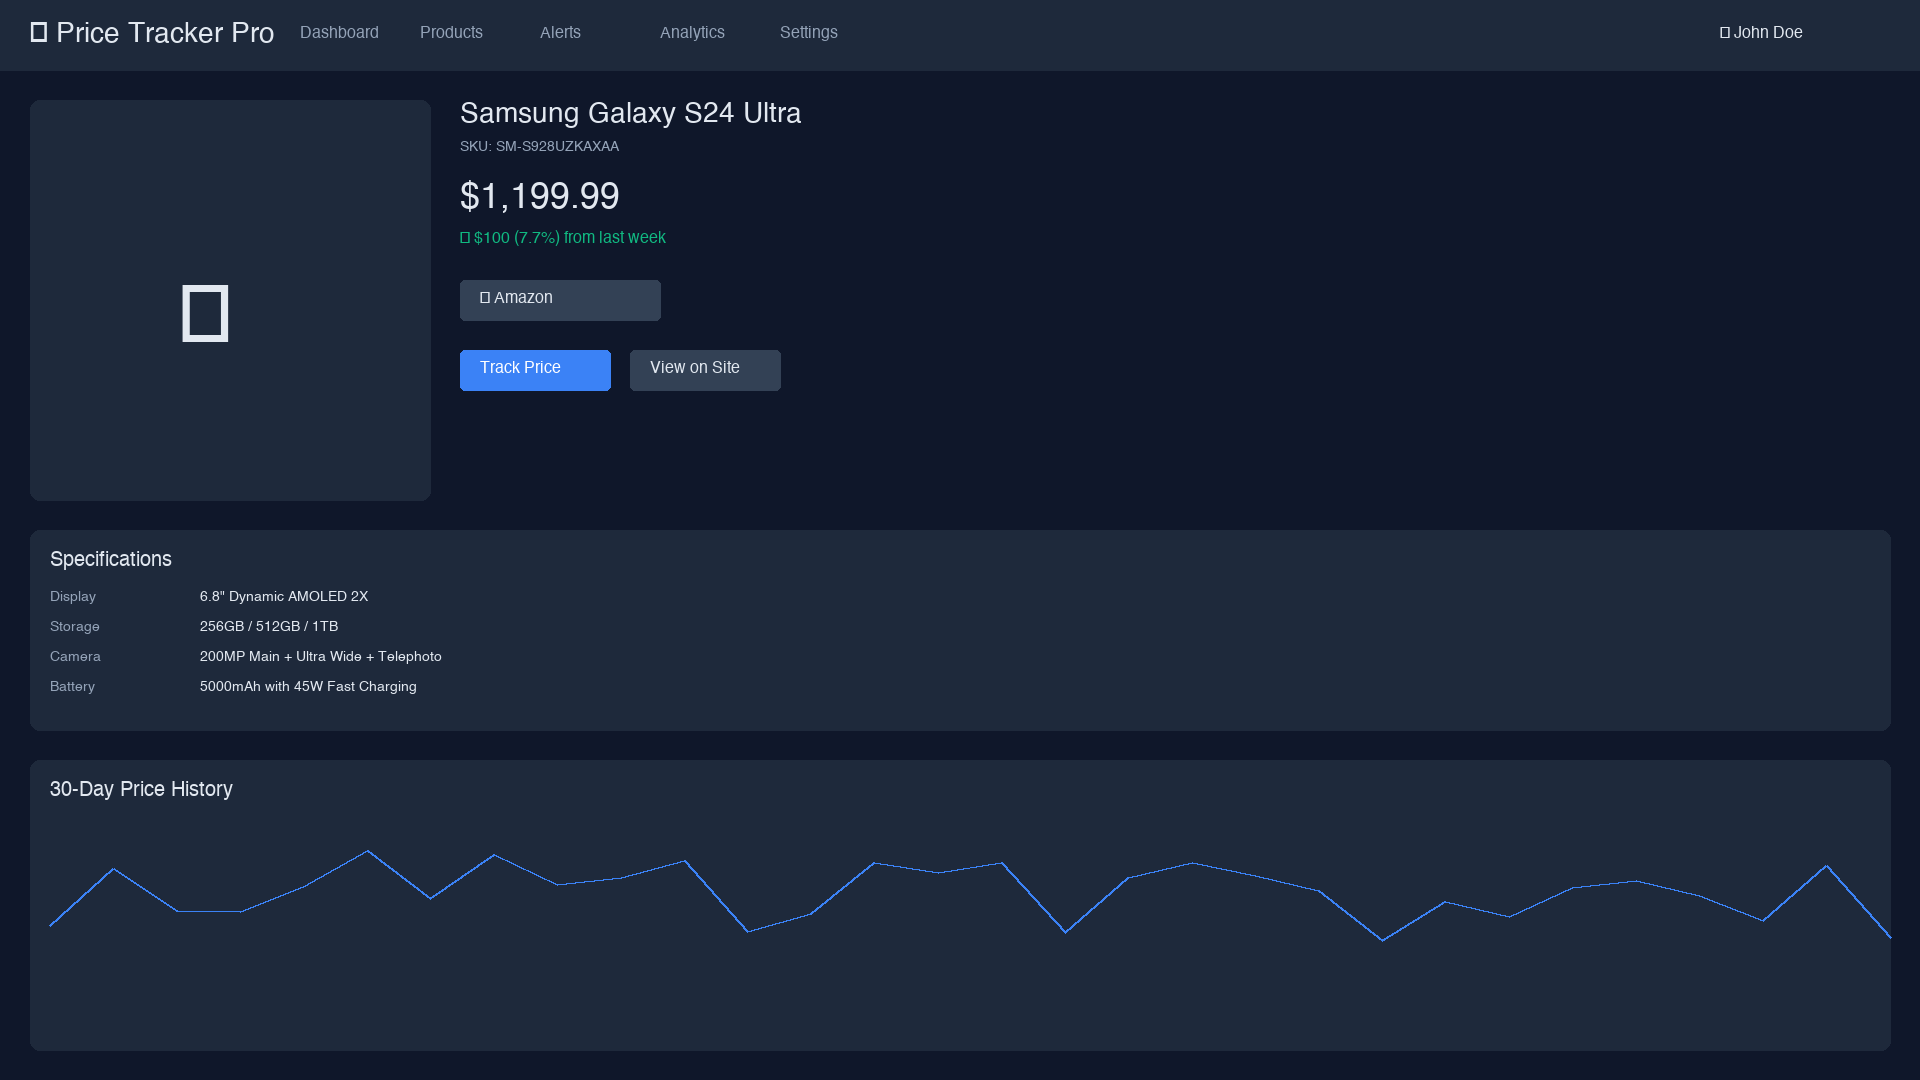 Price Tracker Pro Dashboard Products Alerts Analytics Settings John Doe
Samsung Galaxy S24 Ultra
SKU: SM-S928UZKAXAA
$1,199.99
$100 (7.7%) from last week
Amazon
Track Price View on Site
Specifications
Display 6.8" Dynamic AMOLED 2X
Storage 256GB / 512GB / 1TB
Camera 200MP Main + Ultra Wide + Telephoto
Battery 5000mAh with 45W Fast Charging
30-Day Price History